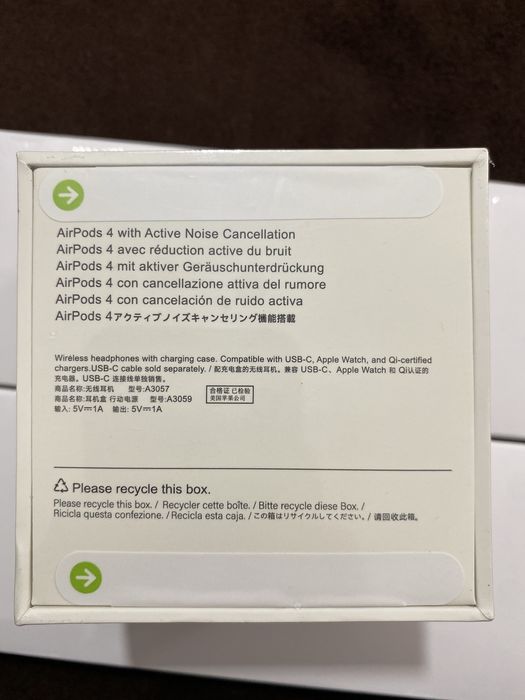 AirPods 4 with Active Noise Cancellation
AirPods 4 avec réduction active du bruit
AirPods 4 mit aktiver Geräuschunterdrückung
AirPods 4 con cancellazione attiva del rumore
AirPods 4 con cancelación de ruido activa
AirPods 4アクティブノイズキャンセリング機能搭載
Wireless headphones with charging case. Compatible with USB-C, Apple Watch, and Qi-certified
chargers.USB-C cable sold separately. / 配充电盒的无线耳机。兼容 USB-C、Apple Watch 和 Qi认证的
充电器。USB-C 连接线单独销售。
商品名称:无线耳机 型号:A3057
商品名称:耳机盒 行动电源 型号:A3059
输入: 5V⎓1A 输出: 5V⎓1A
合格证 已检验
美国苹果公司
Please recycle this box.
Please recycle this box. / Recycler cette boîte. / Bitte recycle diese Box. /
Ricicla questa confezione. / Recicla esta caja. / この箱はリサイクルしてください。 / 请回收此箱。